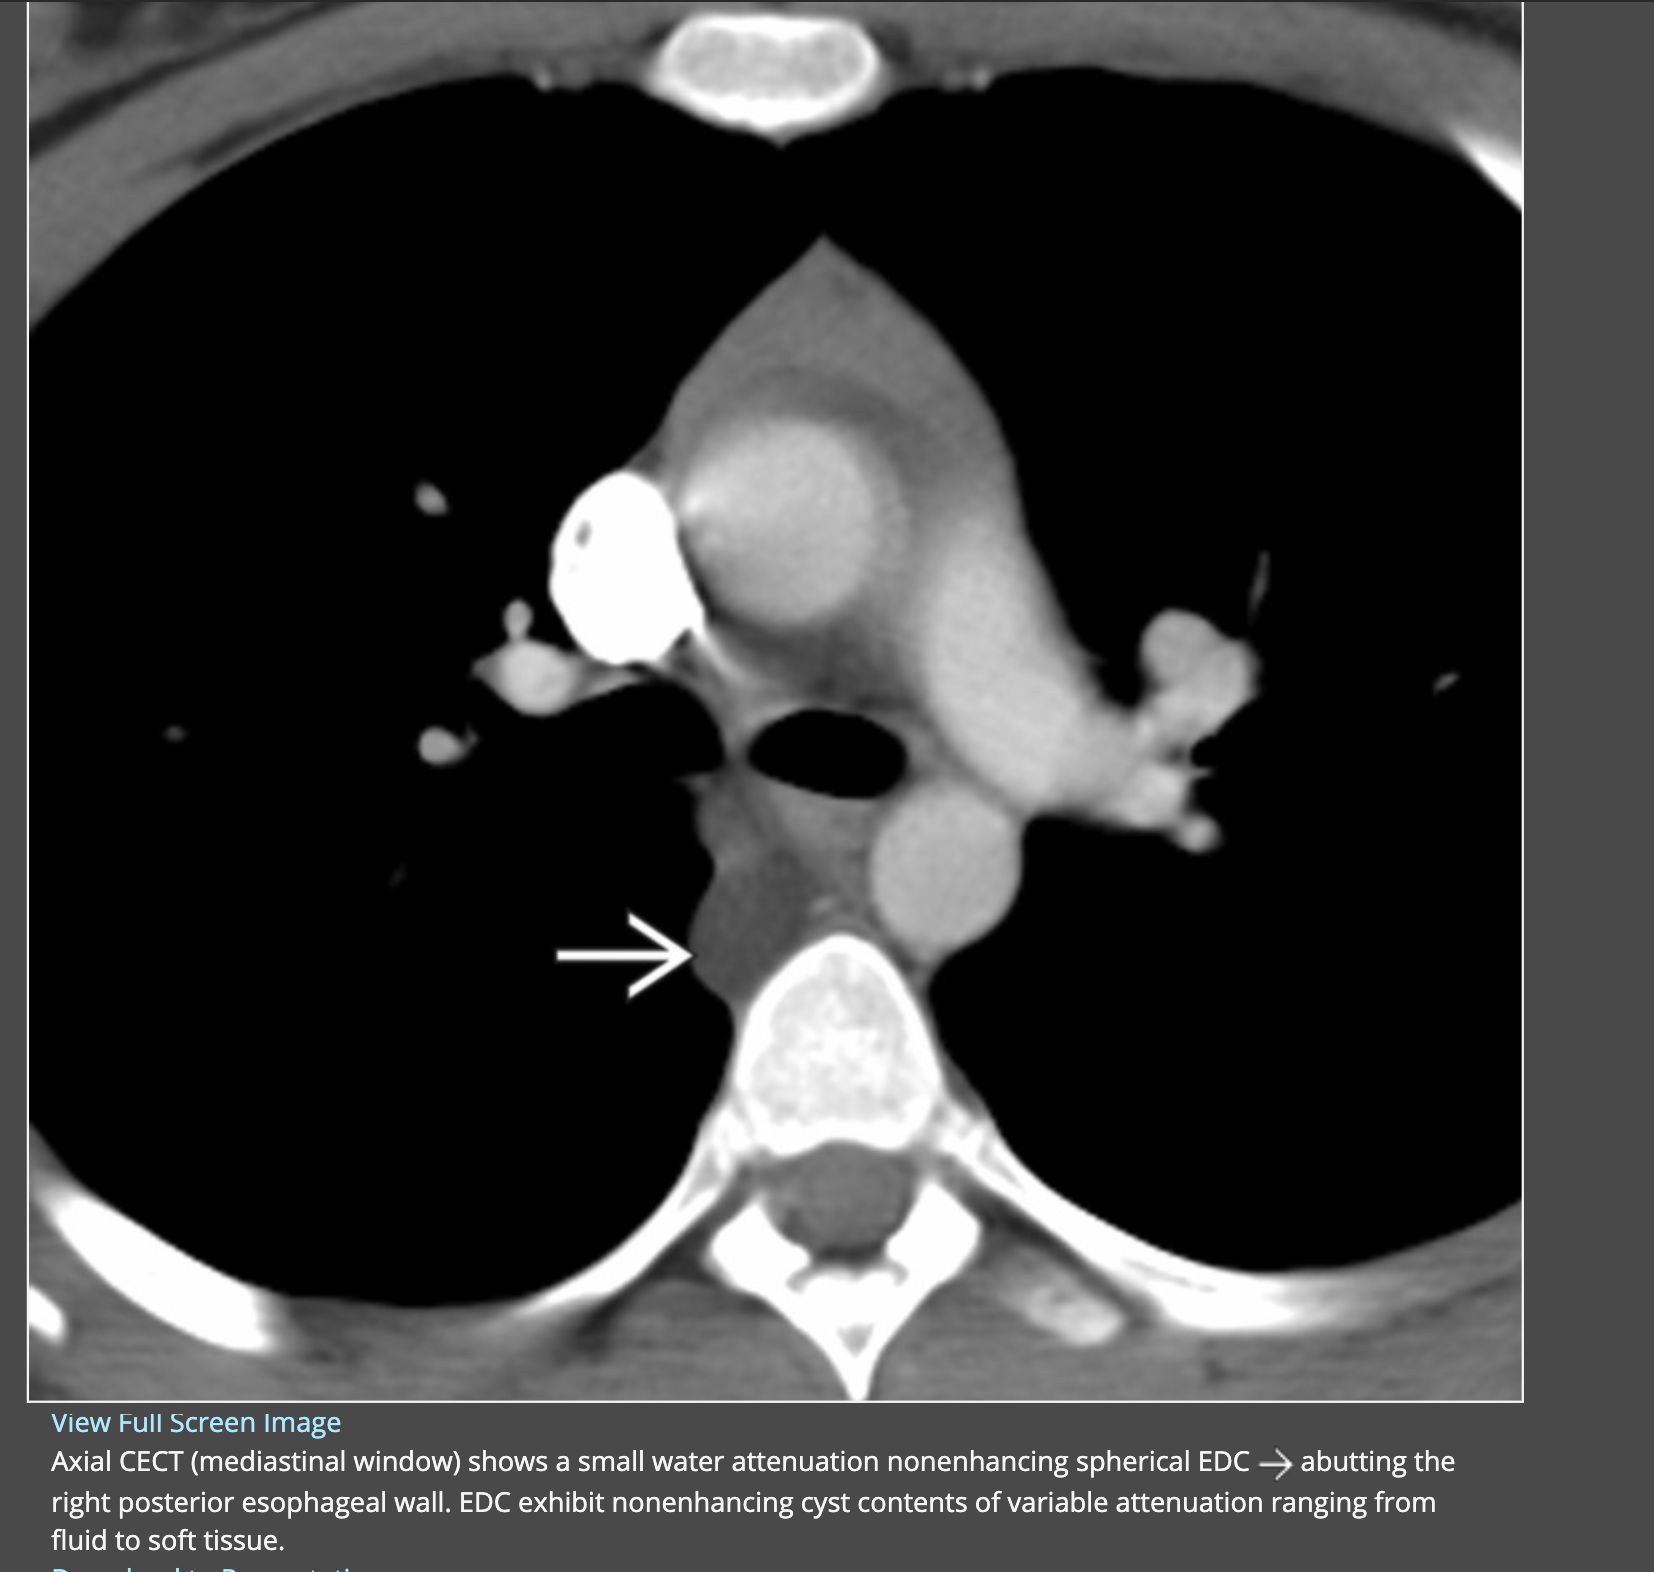 View Full Screen Image
Axial CECT (mediastinal window) shows a small water attenuation nonenhancing spherical EDC → abutting the
right posterior esophageal wall. EDC exhibit nonenhancing cyst contents of variable attenuation ranging from
fluid to soft tissue.